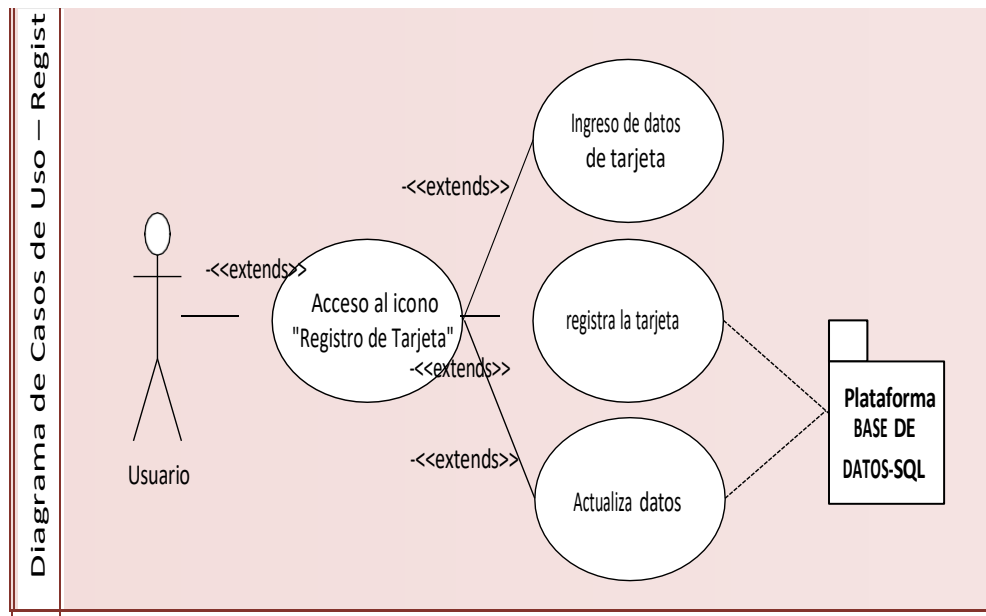 Diagrama de Casos de Uso – Regist
Ingreso de datos
de tarjeta
-<<extends>>
-<<extends>>
Acceso al icono
"Registro de Tarjeta"
registra la tarjeta
-<<extends>>
Plataforma
BASE DE
DATOS-SQL
-<<extends>>
Usuario
Actualiza datos